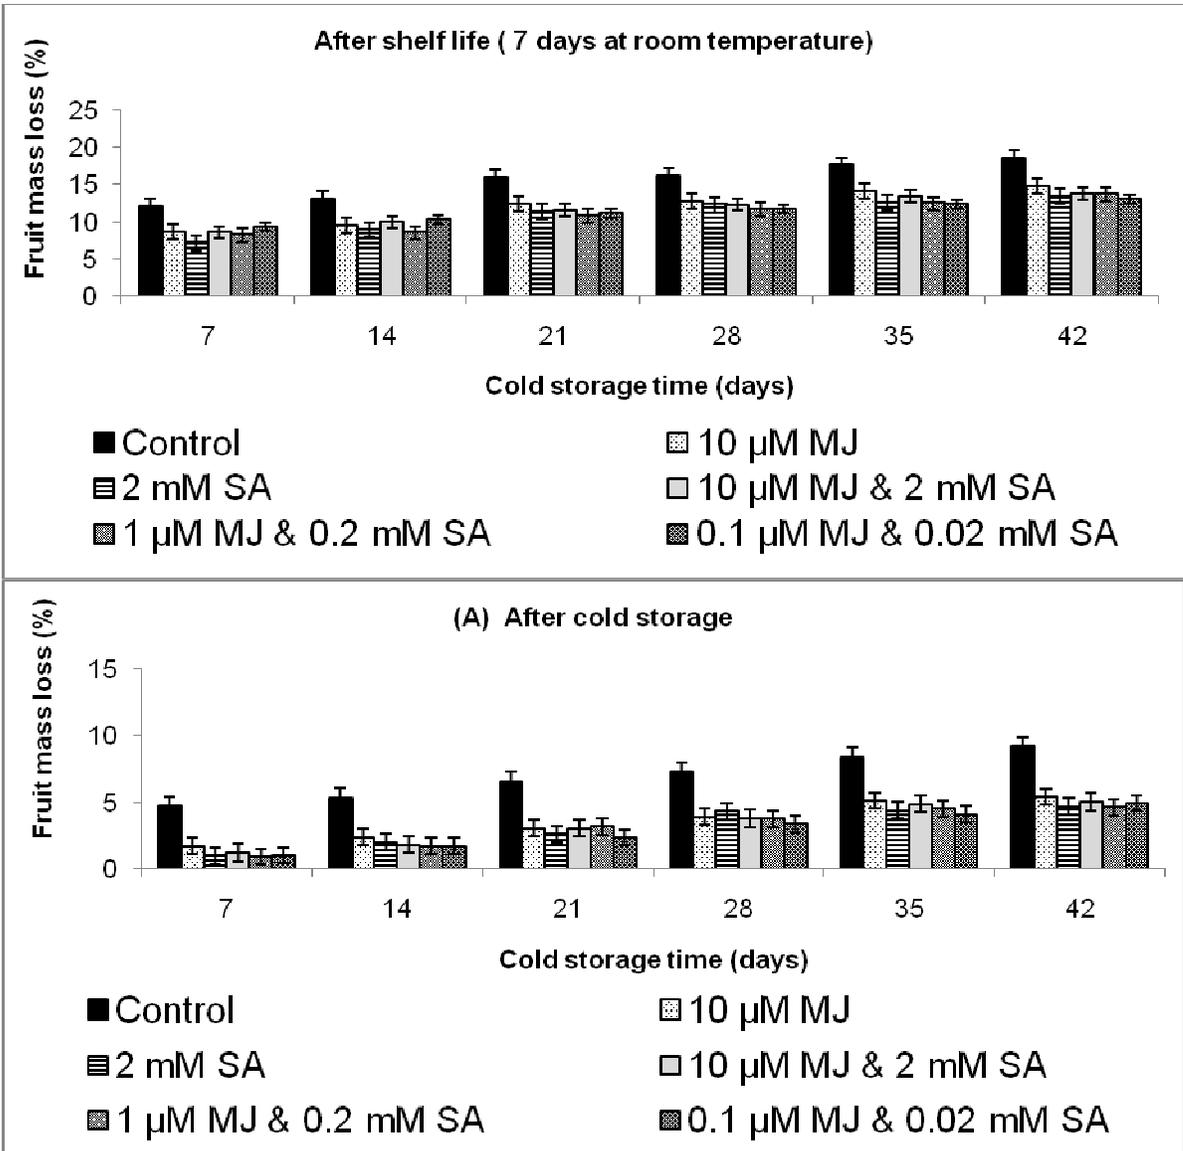 After shelf life ( 7 days at room temperature)
Fruit mass loss (%)
25
20
15
10
5
0
7 14 21 28 35 42
Cold storage time (days)
Control 10 µM MJ
2 mM SA 10 µM MJ & 2 mM SA
1 µM MJ & 0.2 mM SA 0.1 µM MJ & 0.02 mM SA
(A) After cold storage
Fruit mass loss (%)
15
10
5
0
7 14 21 28 35 42
Cold storage time (days)
Control 10 µM MJ
2 mM SA 10 µM MJ & 2 mM SA
1 µM MJ & 0.2 mM SA 0.1 µM MJ & 0.02 mM SA